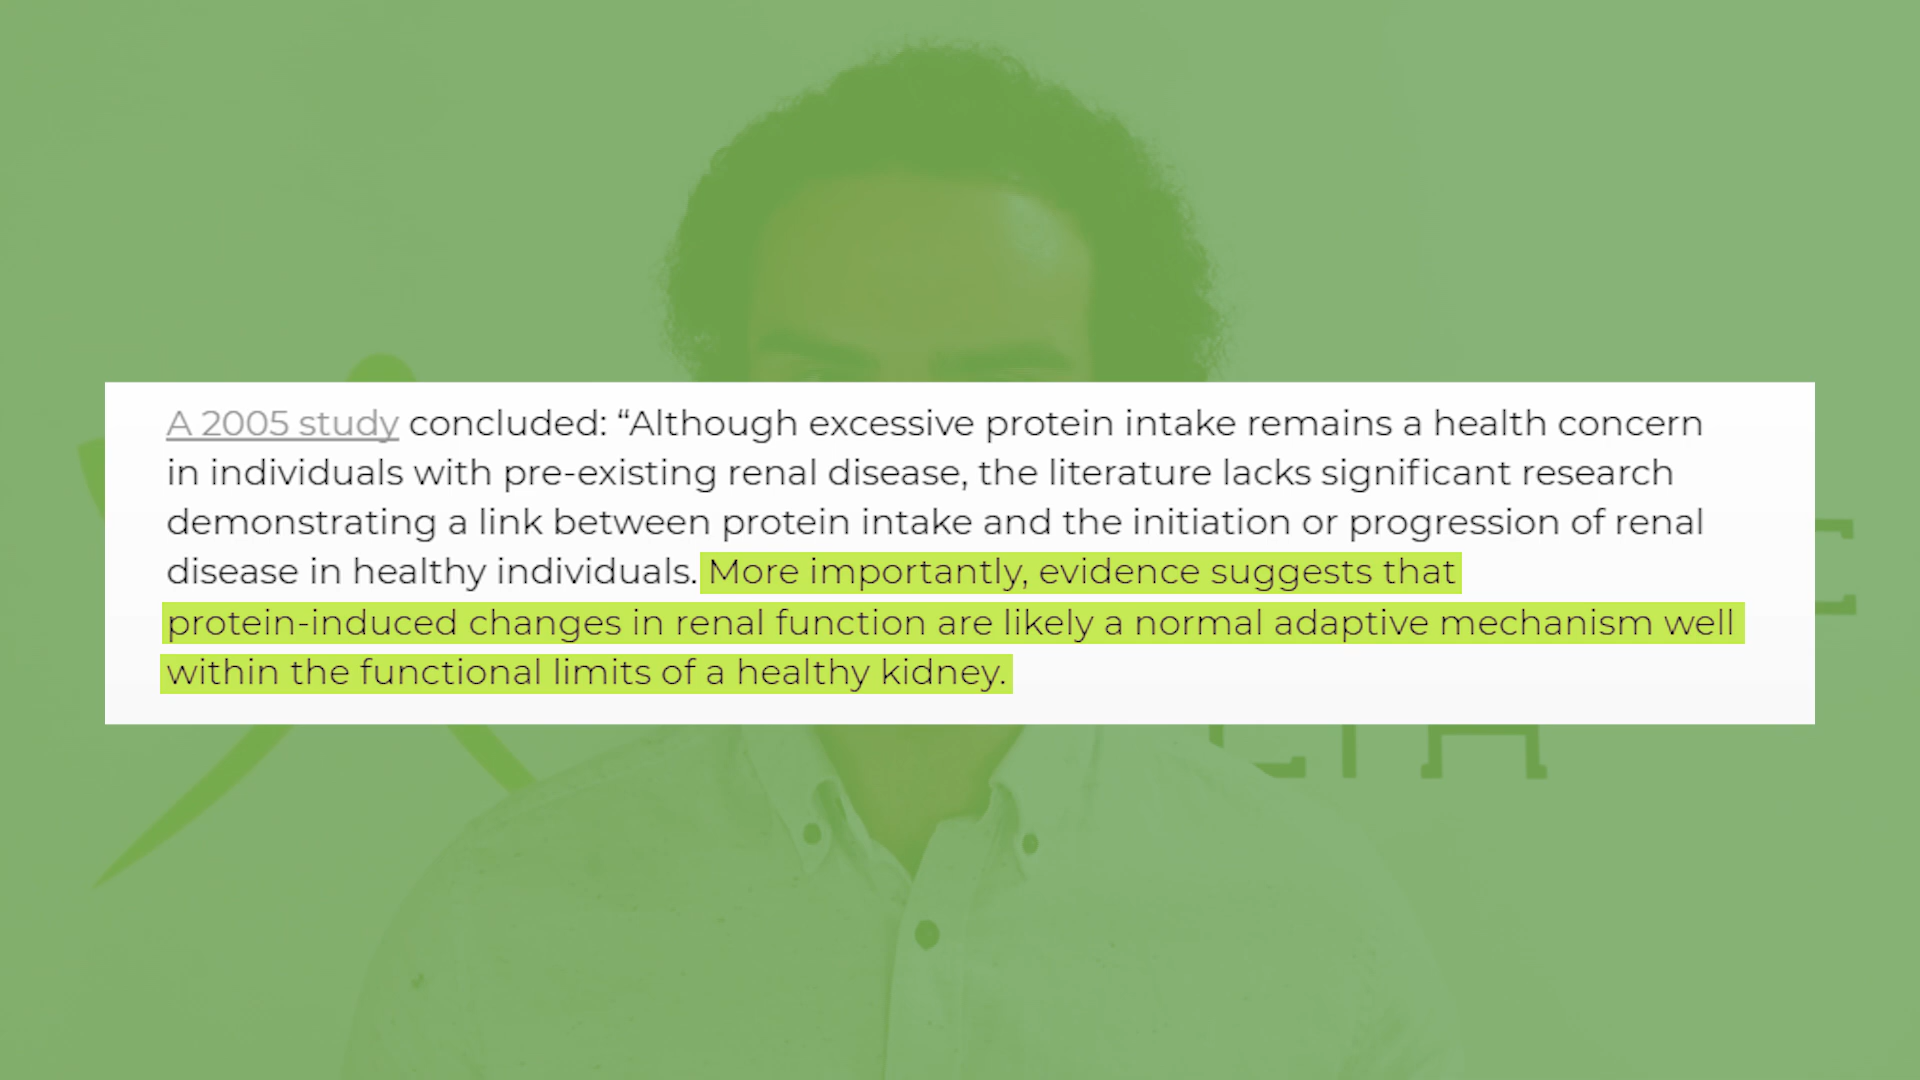 A 2005 study concluded: “Although excessive protein intake remains a health concern
in individuals with pre-existing renal disease, the literature lacks significant research
demonstrating a link between protein intake and the initiation or progression of renal
disease in healthy individuals. More importantly, evidence suggests that
protein-induced changes in renal function are likely a normal adaptive mechanism well
within the functional limits of a healthy kidney.